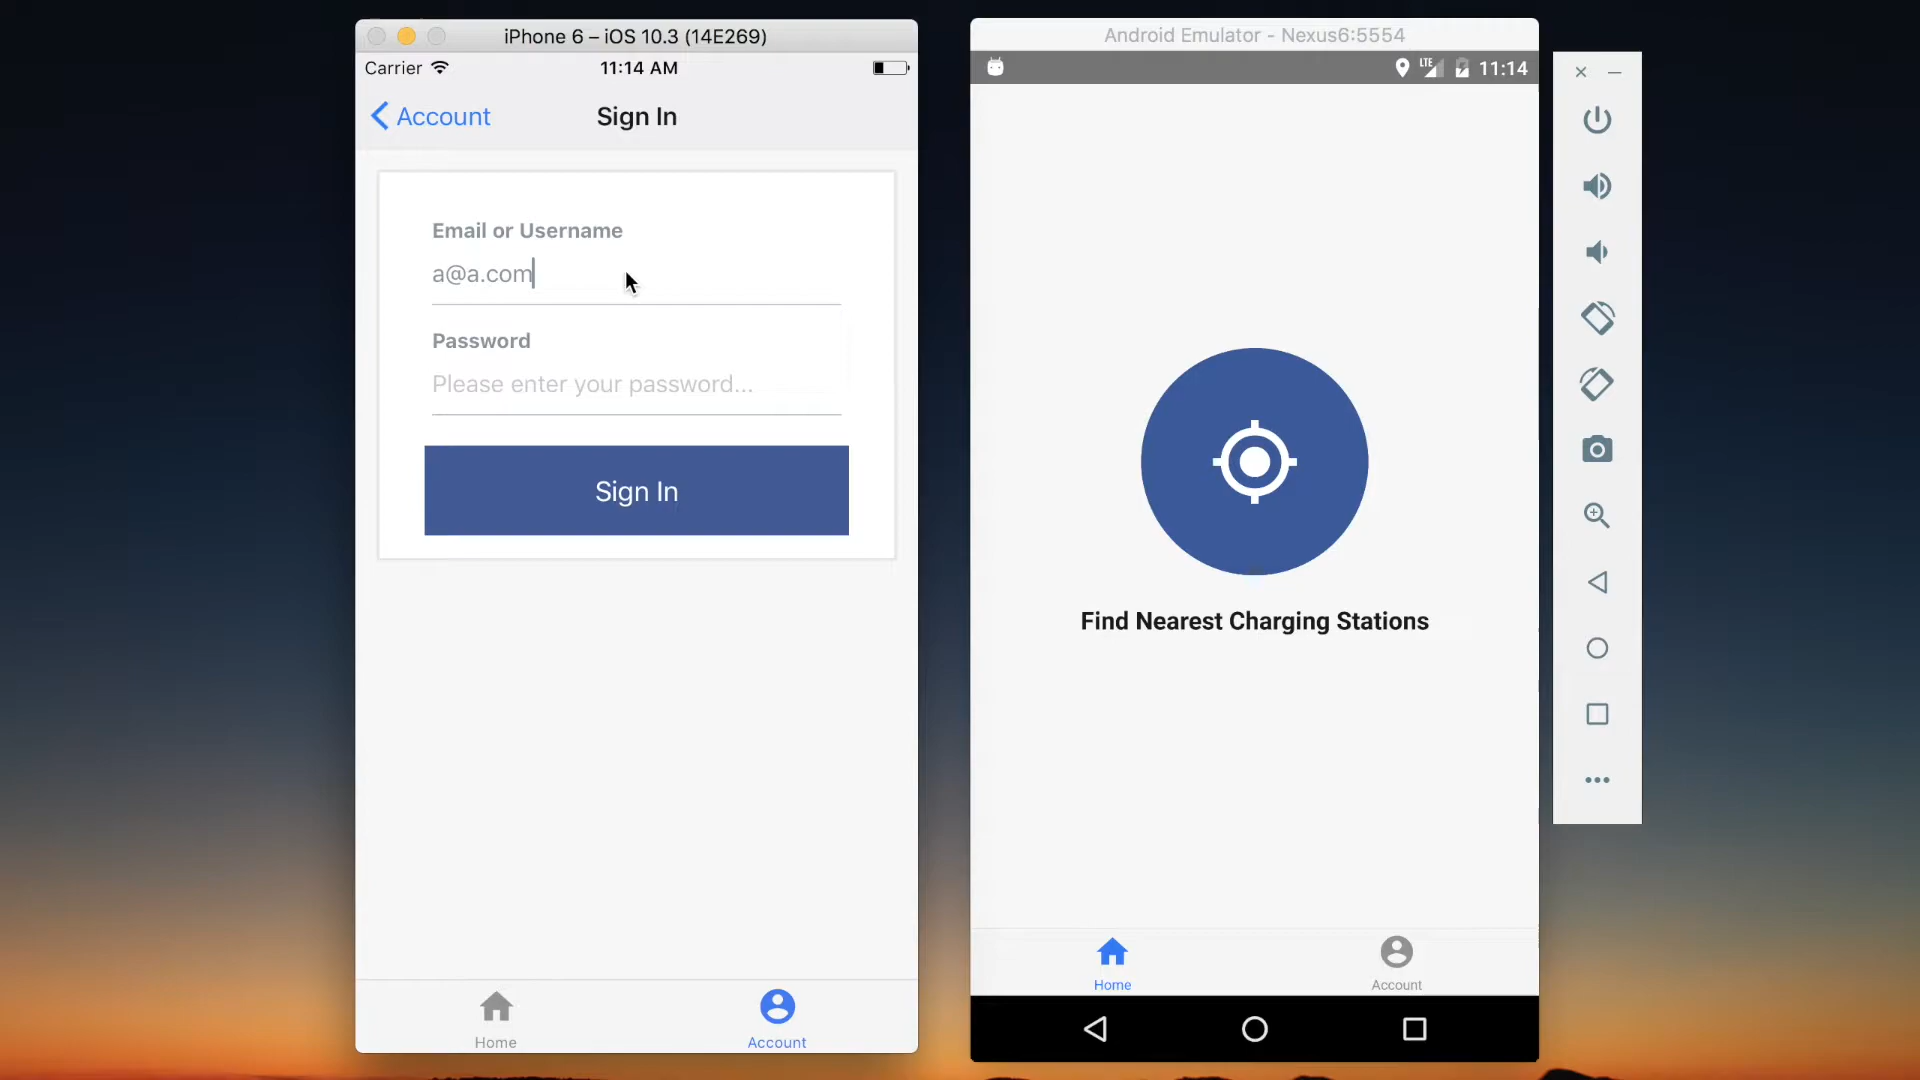 iPhone 6 – iOS 10.3 (14E269)
Carrier
11:14 AM
Account
Sign In
Email or Username
a@a.com
Password
Please enter your password...
Sign In
Home
Account
Android Emulator - Nexus6:5554
LTE
11:14
Find Nearest Charging Stations
Home
Account